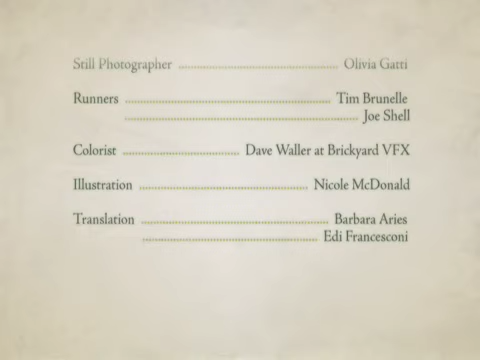 Still Photographer Olivia Gatti
Runners Tim Brunelle
Joe Shell
Colorist Dave Waller at Brickyard VFX
Illustration Nicole McDonald
Translation Barbara Aries
Edi Francesconi